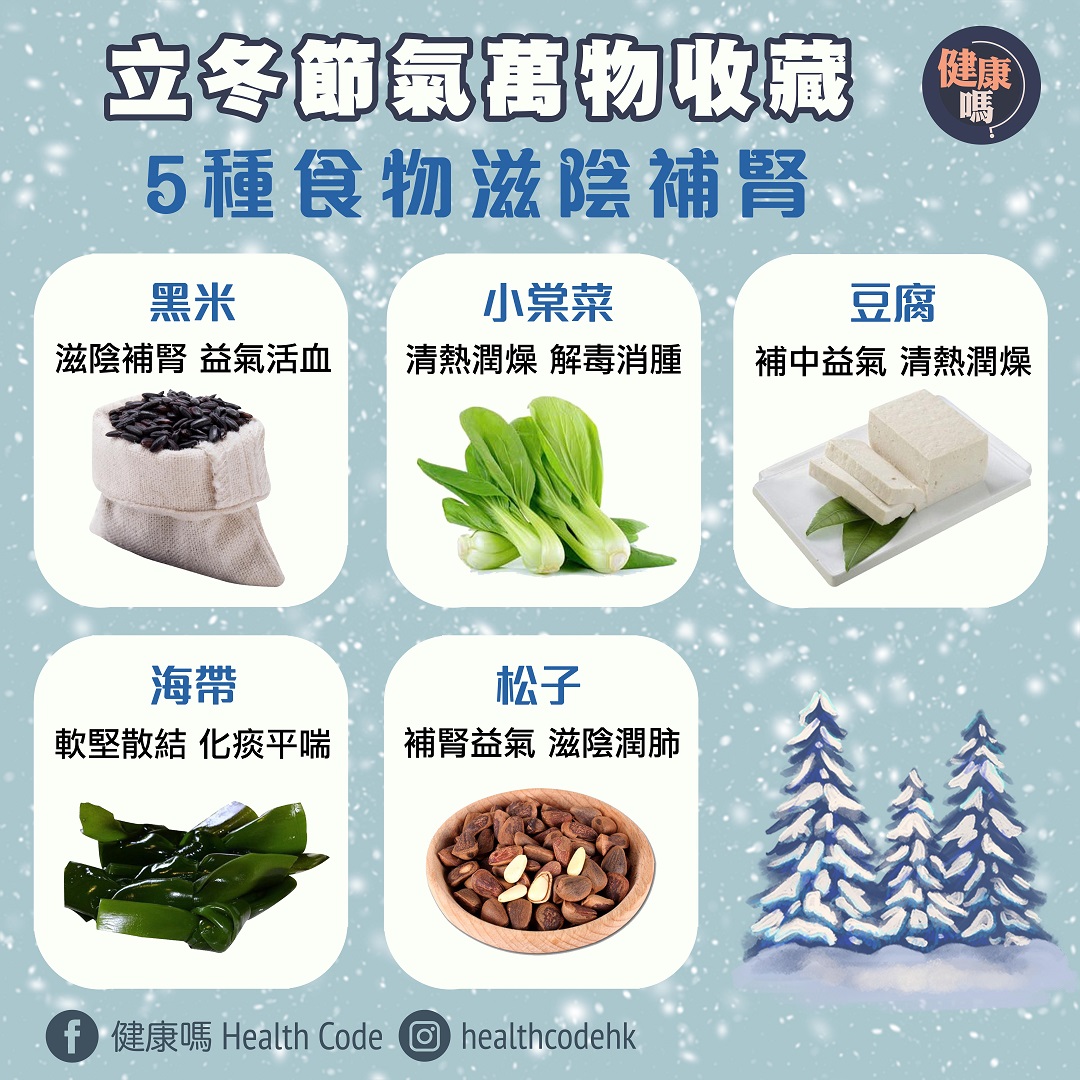 立冬節氣萬物收藏
健康
嗎?
5種食物滋陰補腎
黑米
滋陰補腎 益氣活血
小棠菜
清熱潤燥 解毒消腫
豆腐
補中益氣 清熱潤燥
海帶
軟堅散結 化痰平喘
松子
補腎益氣 滋陰潤肺
健康嗎 Health Code
healthcodehk